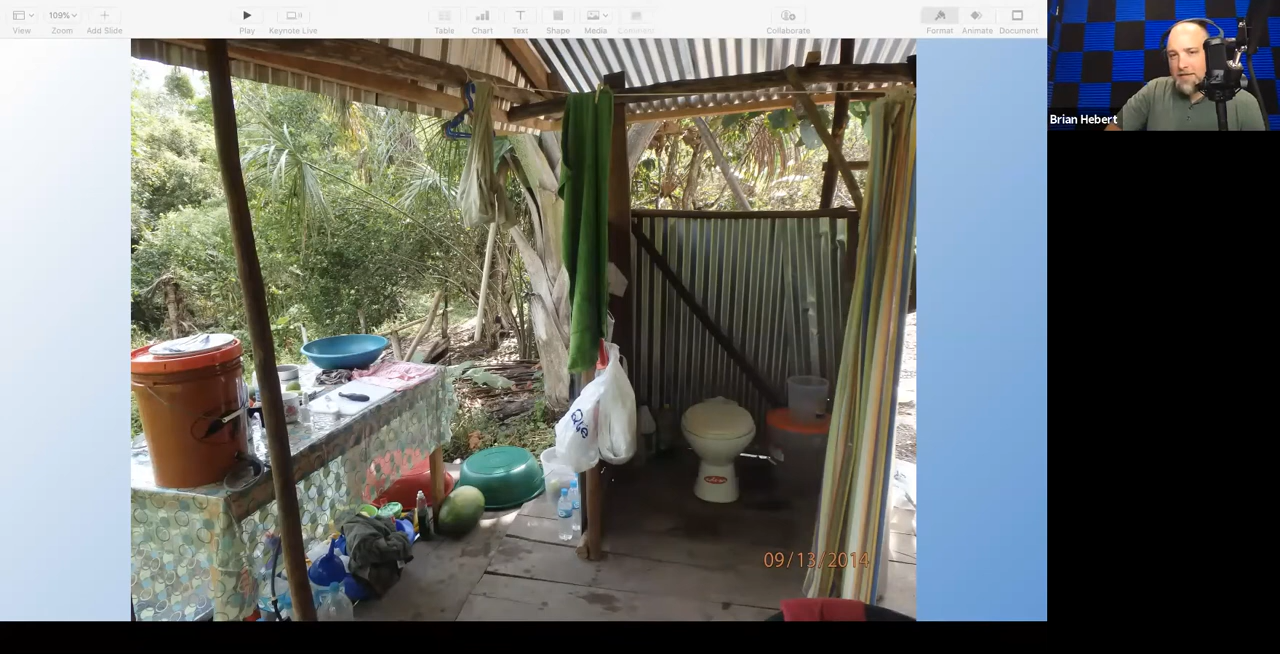 109%
View
Zoom
Add Slide
Play
Keynote Live
Table
Chart
Text
Shape
Media
Comment
Collaborate
Format
Animate
Document
Brian Hebert
09/13/2014